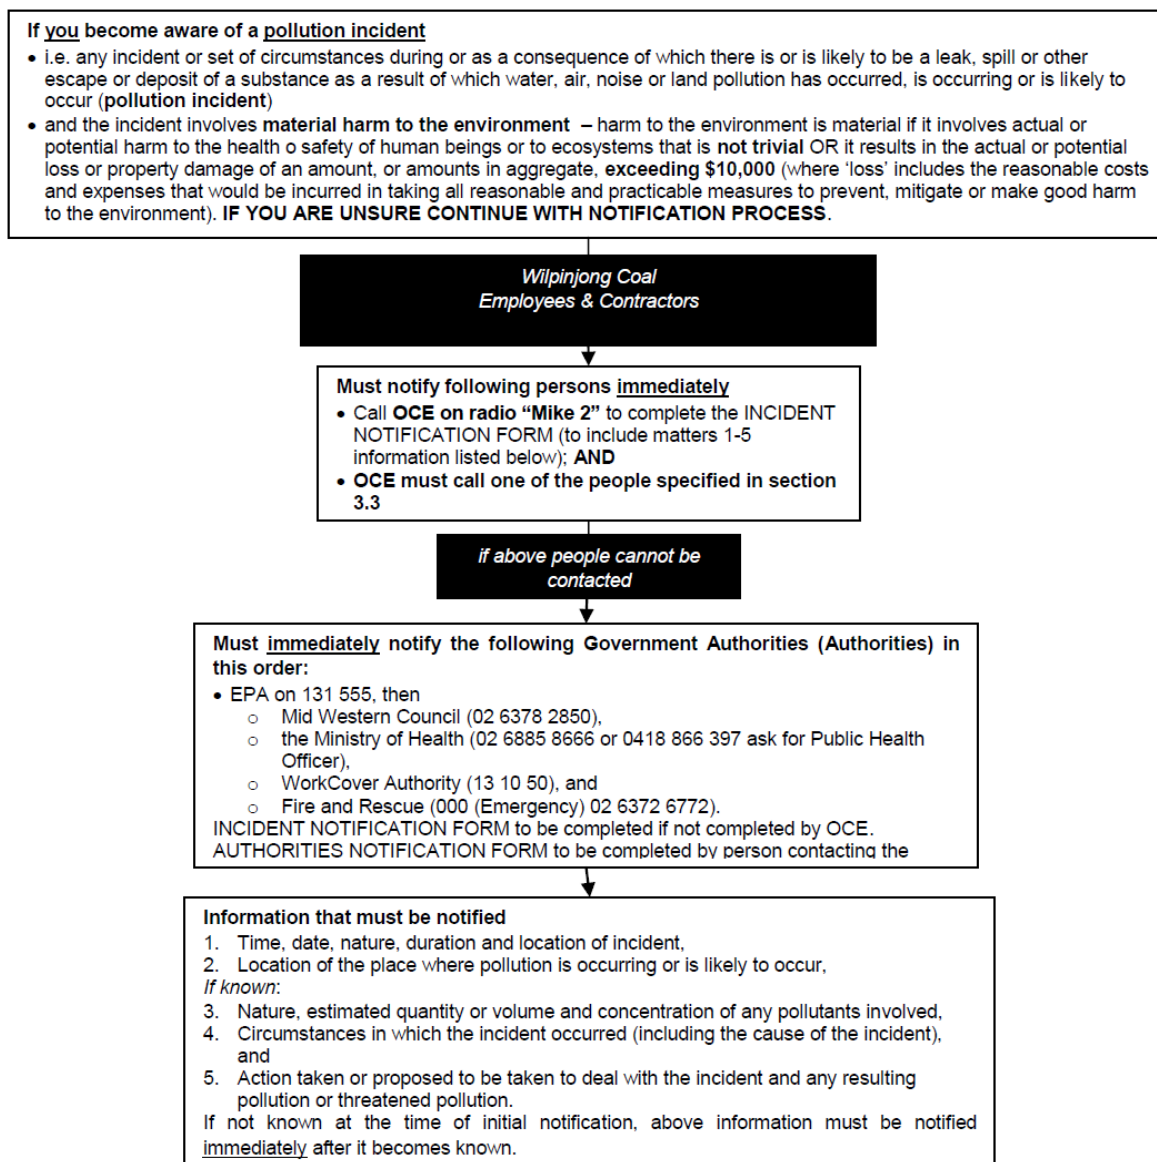 If you become aware of a pollution incident
• i.e. any incident or set of circumstances during or as a consequence of which there is or is likely to be a leak, spill or other
escape or deposit of a substance as a result of which water, air, noise or land pollution has occurred, is occurring or is likely to
occur (pollution incident)
• and the incident involves material harm to the environment – harm to the environment is material if it involves actual or
potential harm to the health o safety of human beings or to ecosystems that is not trivial OR it results in the actual or potential
loss or property damage of an amount, or amounts in aggregate, exceeding $10,000 (where ‘loss’ includes the reasonable costs
and expenses that would be incurred in taking all reasonable and practicable measures to prevent, mitigate or make good harm
to the environment). IF YOU ARE UNSURE CONTINUE WITH NOTIFICATION PROCESS.
Wilpinjong Coal
Employees & Contractors
Must notify following persons immediately
• Call OCE on radio “Mike 2” to complete the INCIDENT
NOTIFICATION FORM (to include matters 1-5
information listed below); AND
• OCE must call one of the people specified in section
3.3
if above people cannot be
contacted
Must immediately notify the following Government Authorities (Authorities) in
this order:
• EPA on 131 555, then
o Mid Western Council (02 6378 2850),
o the Ministry of Health (02 6885 8666 or 0418 866 397 ask for Public Health
Officer),
o WorkCover Authority (13 10 50), and
o Fire and Rescue (000 (Emergency) 02 6372 6772).
INCIDENT NOTIFICATION FORM to be completed if not completed by OCE.
AUTHORITIES NOTIFICATION FORM to be completed by person contacting the
Information that must be notified
1. Time, date, nature, duration and location of incident,
2. Location of the place where pollution is occurring or is likely to occur,
If known:
3. Nature, estimated quantity or volume and concentration of any pollutants involved,
4. Circumstances in which the incident occurred (including the cause of the incident),
and
5. Action taken or proposed to be taken to deal with the incident and any resulting
pollution or threatened pollution.
If not known at the time of initial notification, above information must be notified
immediately after it becomes known.